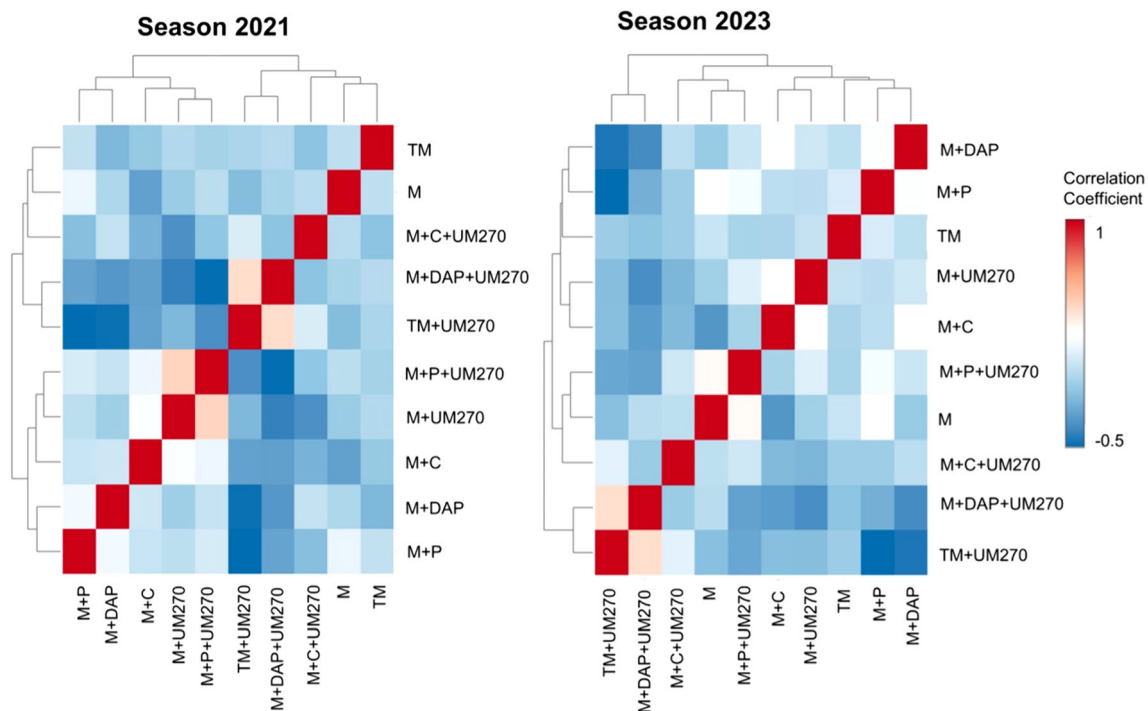 Season 2021
Season 2023
TM
M
M+C+UM270
M+DAP+UM270
TM+UM270
M+P+UM270
M+UM270
M+C
M+DAP
M+P
M+P
M+DAP
M+C
M+UM270
M+P+UM270
TM+UM270
M+DAP+UM270
M+C+UM270
M
TM
M+DAP
M+P
TM
M+UM270
M+C
M+P+UM270
M
M+C+UM270
M+DAP+UM270
TM+UM270
TM+UM270
M+DAP+UM270
M+C+UM270
M
M+P+UM270
M+C
M+UM270
TM
M+P
M+DAP
Correlation
Coefficient
1
-0.5